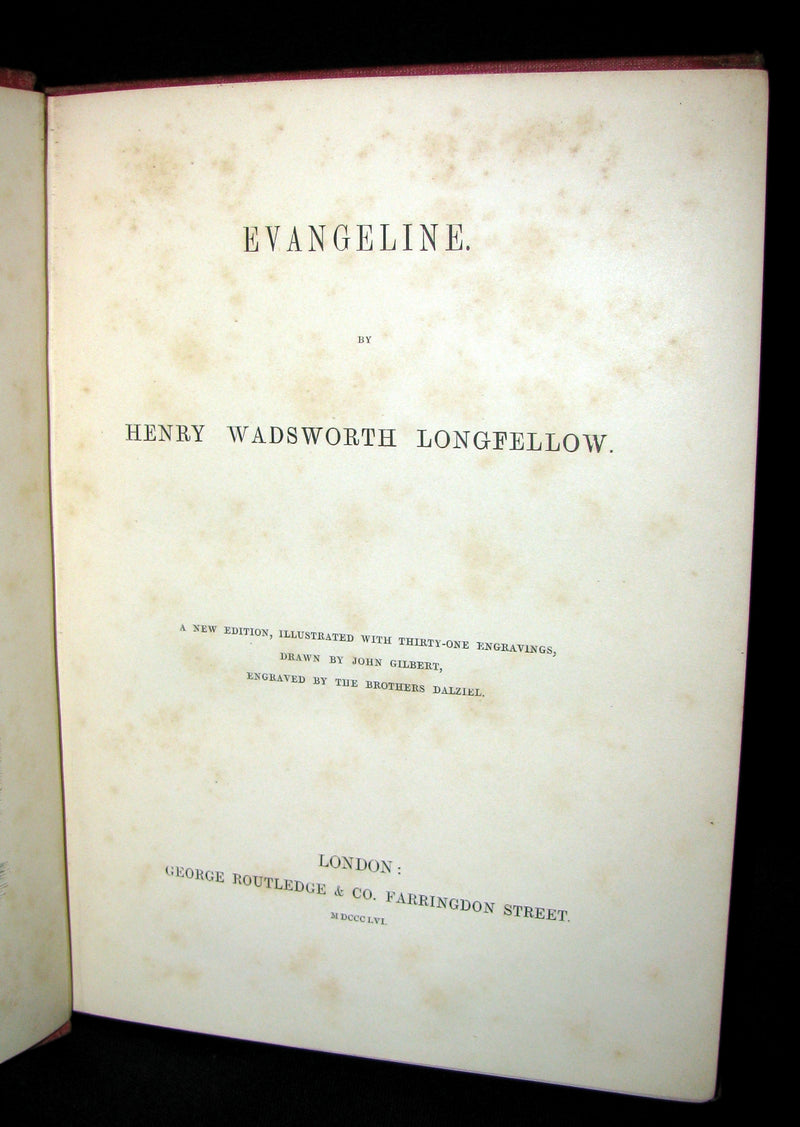 EVANGELINE.
BY
HENRY WADSWORTH LONGFELLOW.
A NEW EDITION, ILLUSTRATED WITH THIRTY-ONE ENGRAVINGS,
DRAWN BY JOHN GILBERT,
ENGRAVED BY THE BROTHERS DALZIEL.
LONDON:
GEORGE ROUTLEDGE & CO. FARRINGDON STREET.
MDCCCLVI.